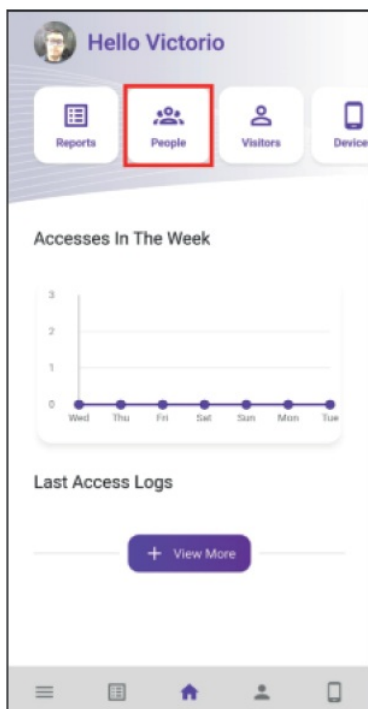 Hello Victorio
Reports People Visitors Device
Accesses In The Week
3
2
1
0
Wed Thu Fri Sat Sun Mon Tue
Last Access Logs
+ View More